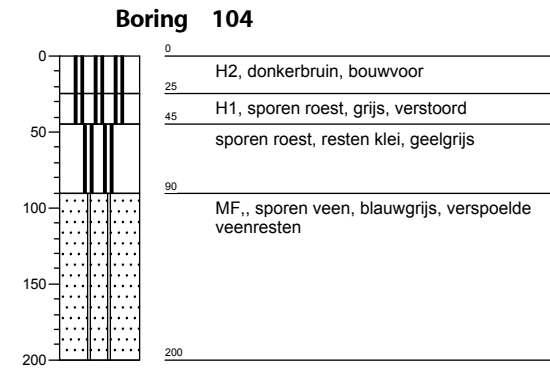 Boring 104
0
0
H2, donkerbruin, bouwvoor
25
H1, sporen roest, grijs, verstoord
45
50
sporen roest, resten klei, geelgrijs
90
100
MF,, sporen veen, blauwgrijs, verspoelde
veenresten
150
200
200